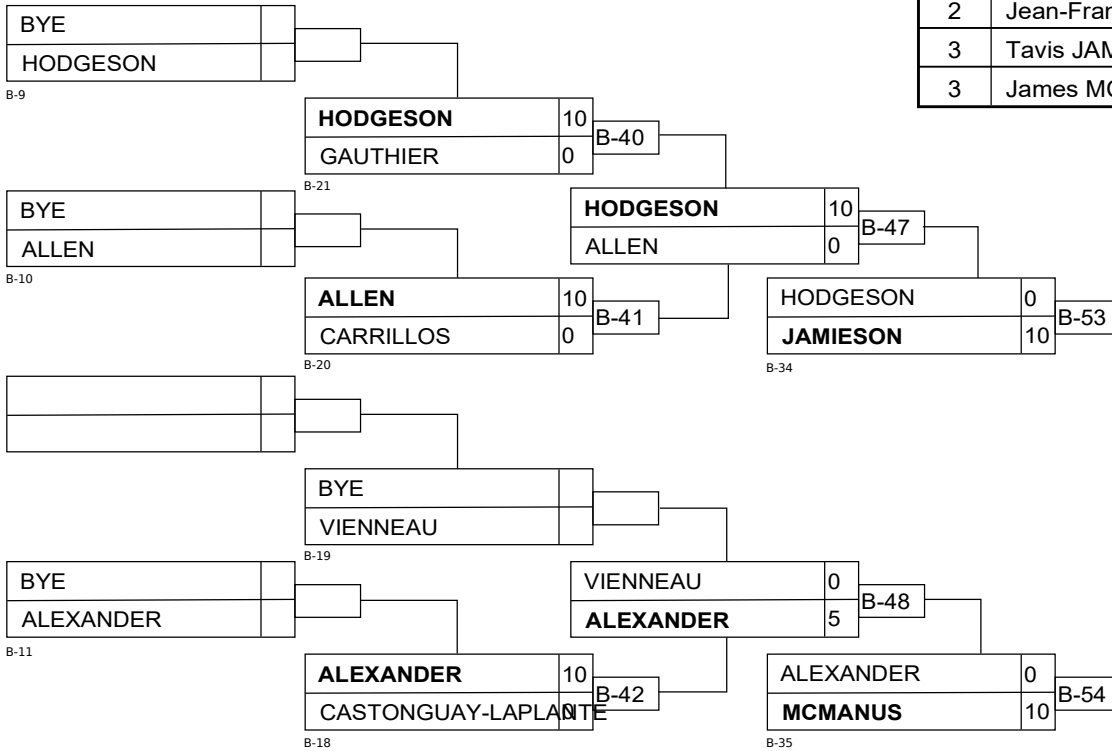 2 Jean-Fran
3 Tavis JAM
3 James MC
BYE
HODGESON
B-9
HODGESON 10
GAUTHIER 0
B-40
B-21
BYE
ALLEN
B-10
HODGESON 10
ALLEN 0
B-47
ALLEN 10
CARRILLOS 0
B-41
B-20
HODGESON 0
JAMIESON 10
B-53
B-34
BYE
VIENNEAU
B-19
BYE
ALEXANDER
B-11
VIENNEAU 0
ALEXANDER 5
B-48
ALEXANDER 10
CASTONGUAY-LAPLANTE 0
B-42
B-18
ALEXANDER 0
MCMANUS 10
B-54
B-35